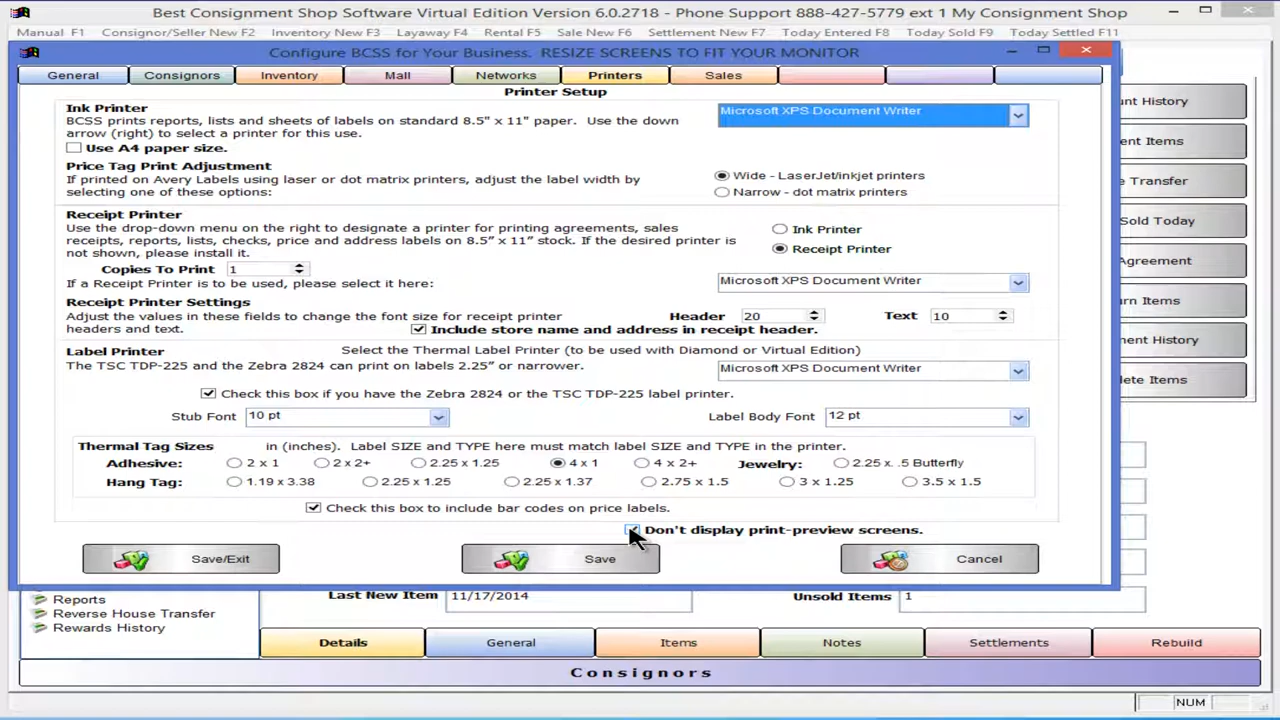 Best Consignment Shop Software Virtual Edition Version 6.0.2718 - Phone Support 888-427-5779 ext 1 My Consignment Shop
Manual F1 Consignor/Seller New F2 Inventory New F3 Layaway F4 Rental F5 Sale New F6 Settlement New F7 Today Entered F8 Today Sold F9 Today Settled F11
Configure BCSS for Your Business. RESIZE SCREENS TO FIT YOUR MONITOR
General Consignors Inventory Mall Networks Printers Sales
Printer Setup
Ink Printer
BCSS prints reports, lists and sheets of labels on standard 8.5" x 11" paper. Use the down
arrow (right) to select a printer for this use.
Microsoft XPS Document Writer
Use A4 paper size.
Price Tag Print Adjustment
If printed on Avery Labels using laser or dot matrix printers, adjust the label width by
selecting one of these options:
Wide - LaserJet/inkjet printers
Narrow - dot matrix printers
Receipt Printer
Use the drop-down menu on the right to designate a printer for printing agreements, sales
receipts, reports, lists, checks, price and address labels on 8.5" x 11" stock. If the desired printer is
not shown, please install it.
Ink Printer
Receipt Printer
Copies To Print 1
If a Receipt Printer is to be used, please select it here:
Microsoft XPS Document Writer
Receipt Printer Settings
Adjust the values in these fields to change the font size for receipt printer
headers and text.
Header 20 Text 10
Include store name and address in receipt header.
Label Printer Select the Thermal Label Printer (to be used with Diamond or Virtual Edition)
The TSC TDP-225 and the Zebra 2824 can print on labels 2.25" or narrower.
Microsoft XPS Document Writer
Check this box if you have the Zebra 2824 or the TSC TDP-225 label printer.
Stub Font 10 pt Label Body Font 12 pt
Thermal Tag Sizes in (inches). Label SIZE and TYPE here must match label SIZE and TYPE in the printer.
Adhesive: 2 x 1 2 x 2+ 2.25 x 1.25 4 x 1 4 x 2+ Jewelry: 2.25 x. .5 Butterfly
Hang Tag: 1.19 x 3.38 2.25 x 1.25 2.25 x 1.37 2.75 x 1.5 3 x 1.25 3.5 x 1.5
Check this box to include bar codes on price labels.
Don't display print-preview screens.
Save/Exit Save Cancel
unt History
ent Items
e Transfer
Sold Today
Agreement
urn Items
ent History
lete Items
Reports
Reverse House Transfer
Rewards History
Last New Item 11/17/2014 Unsold Items 1
Details General Items Notes Settlements Rebuild
Consignors
NUM